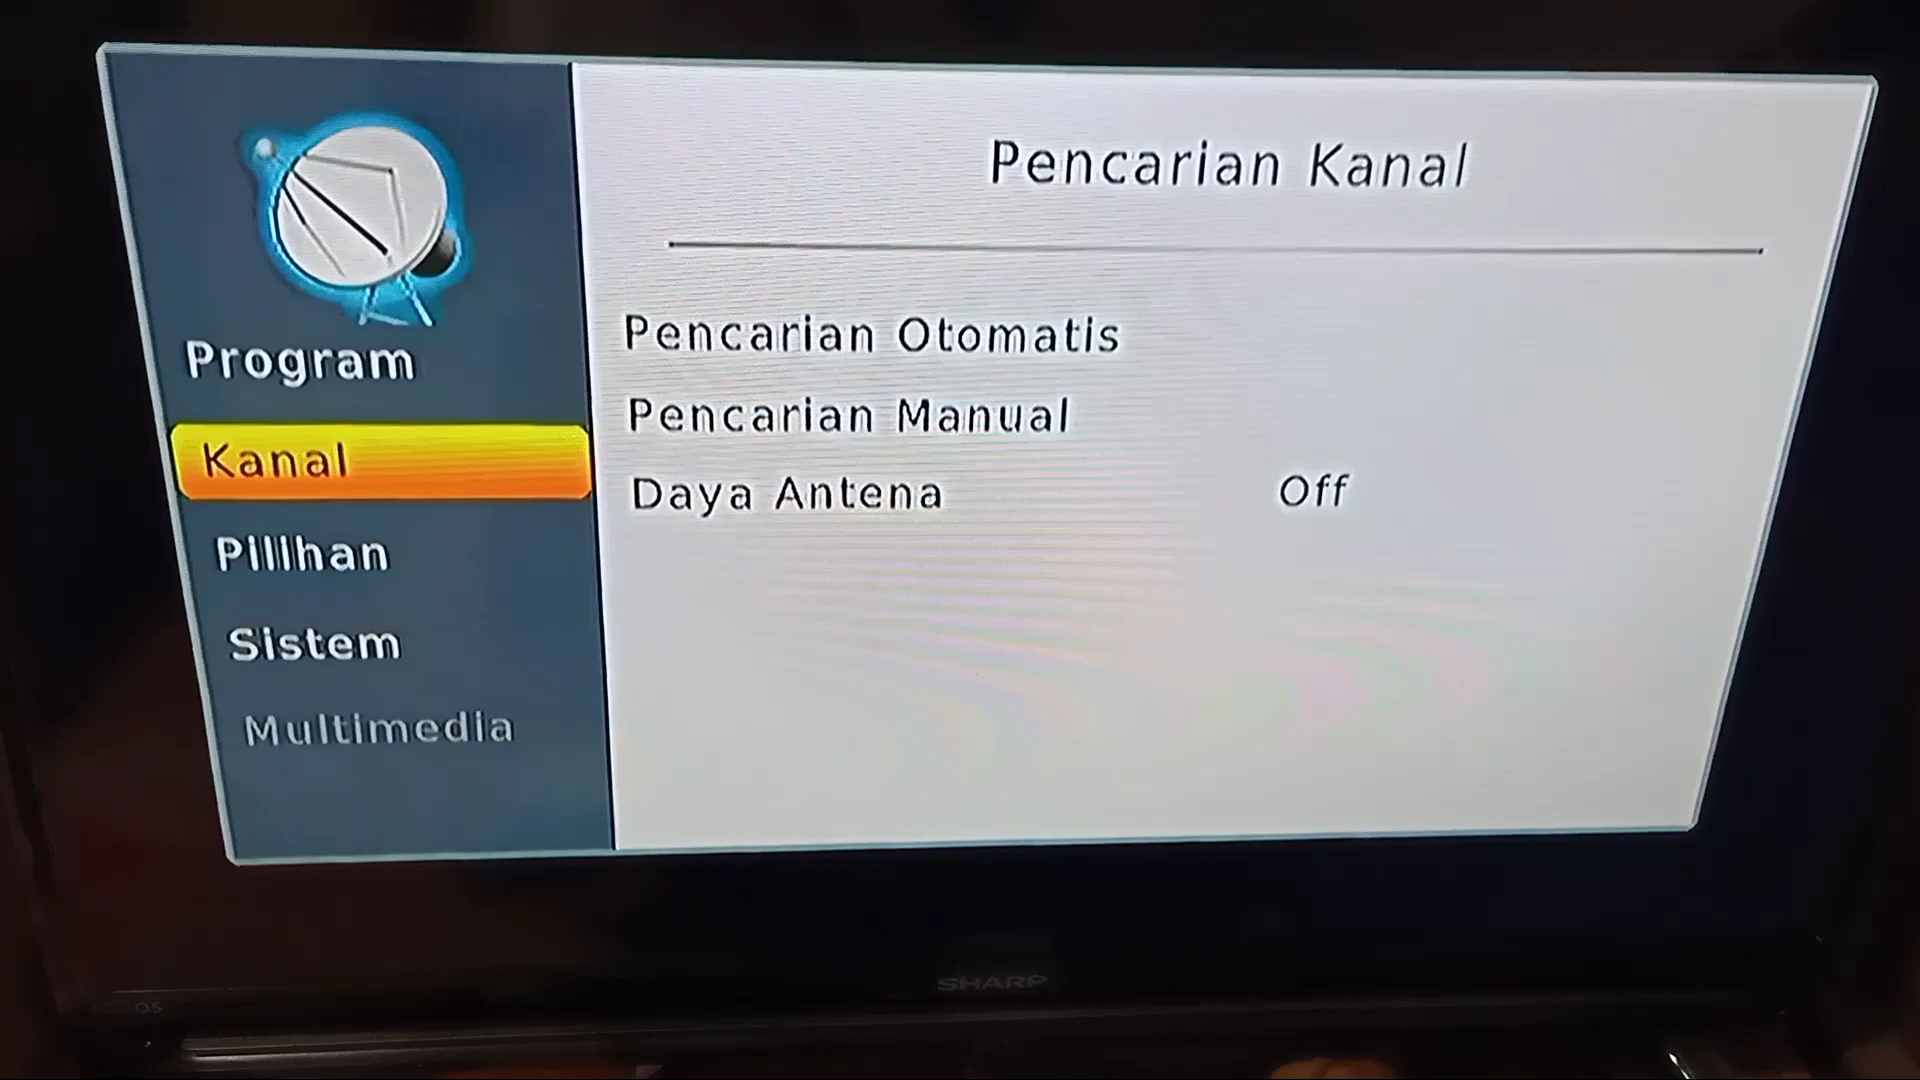 Pencarian Kanal
Program
Kanal
Pilihan
Sistem
Multimedia
Pencarian Otomatis
Pencarian Manual
Daya Antena Off
SHARP